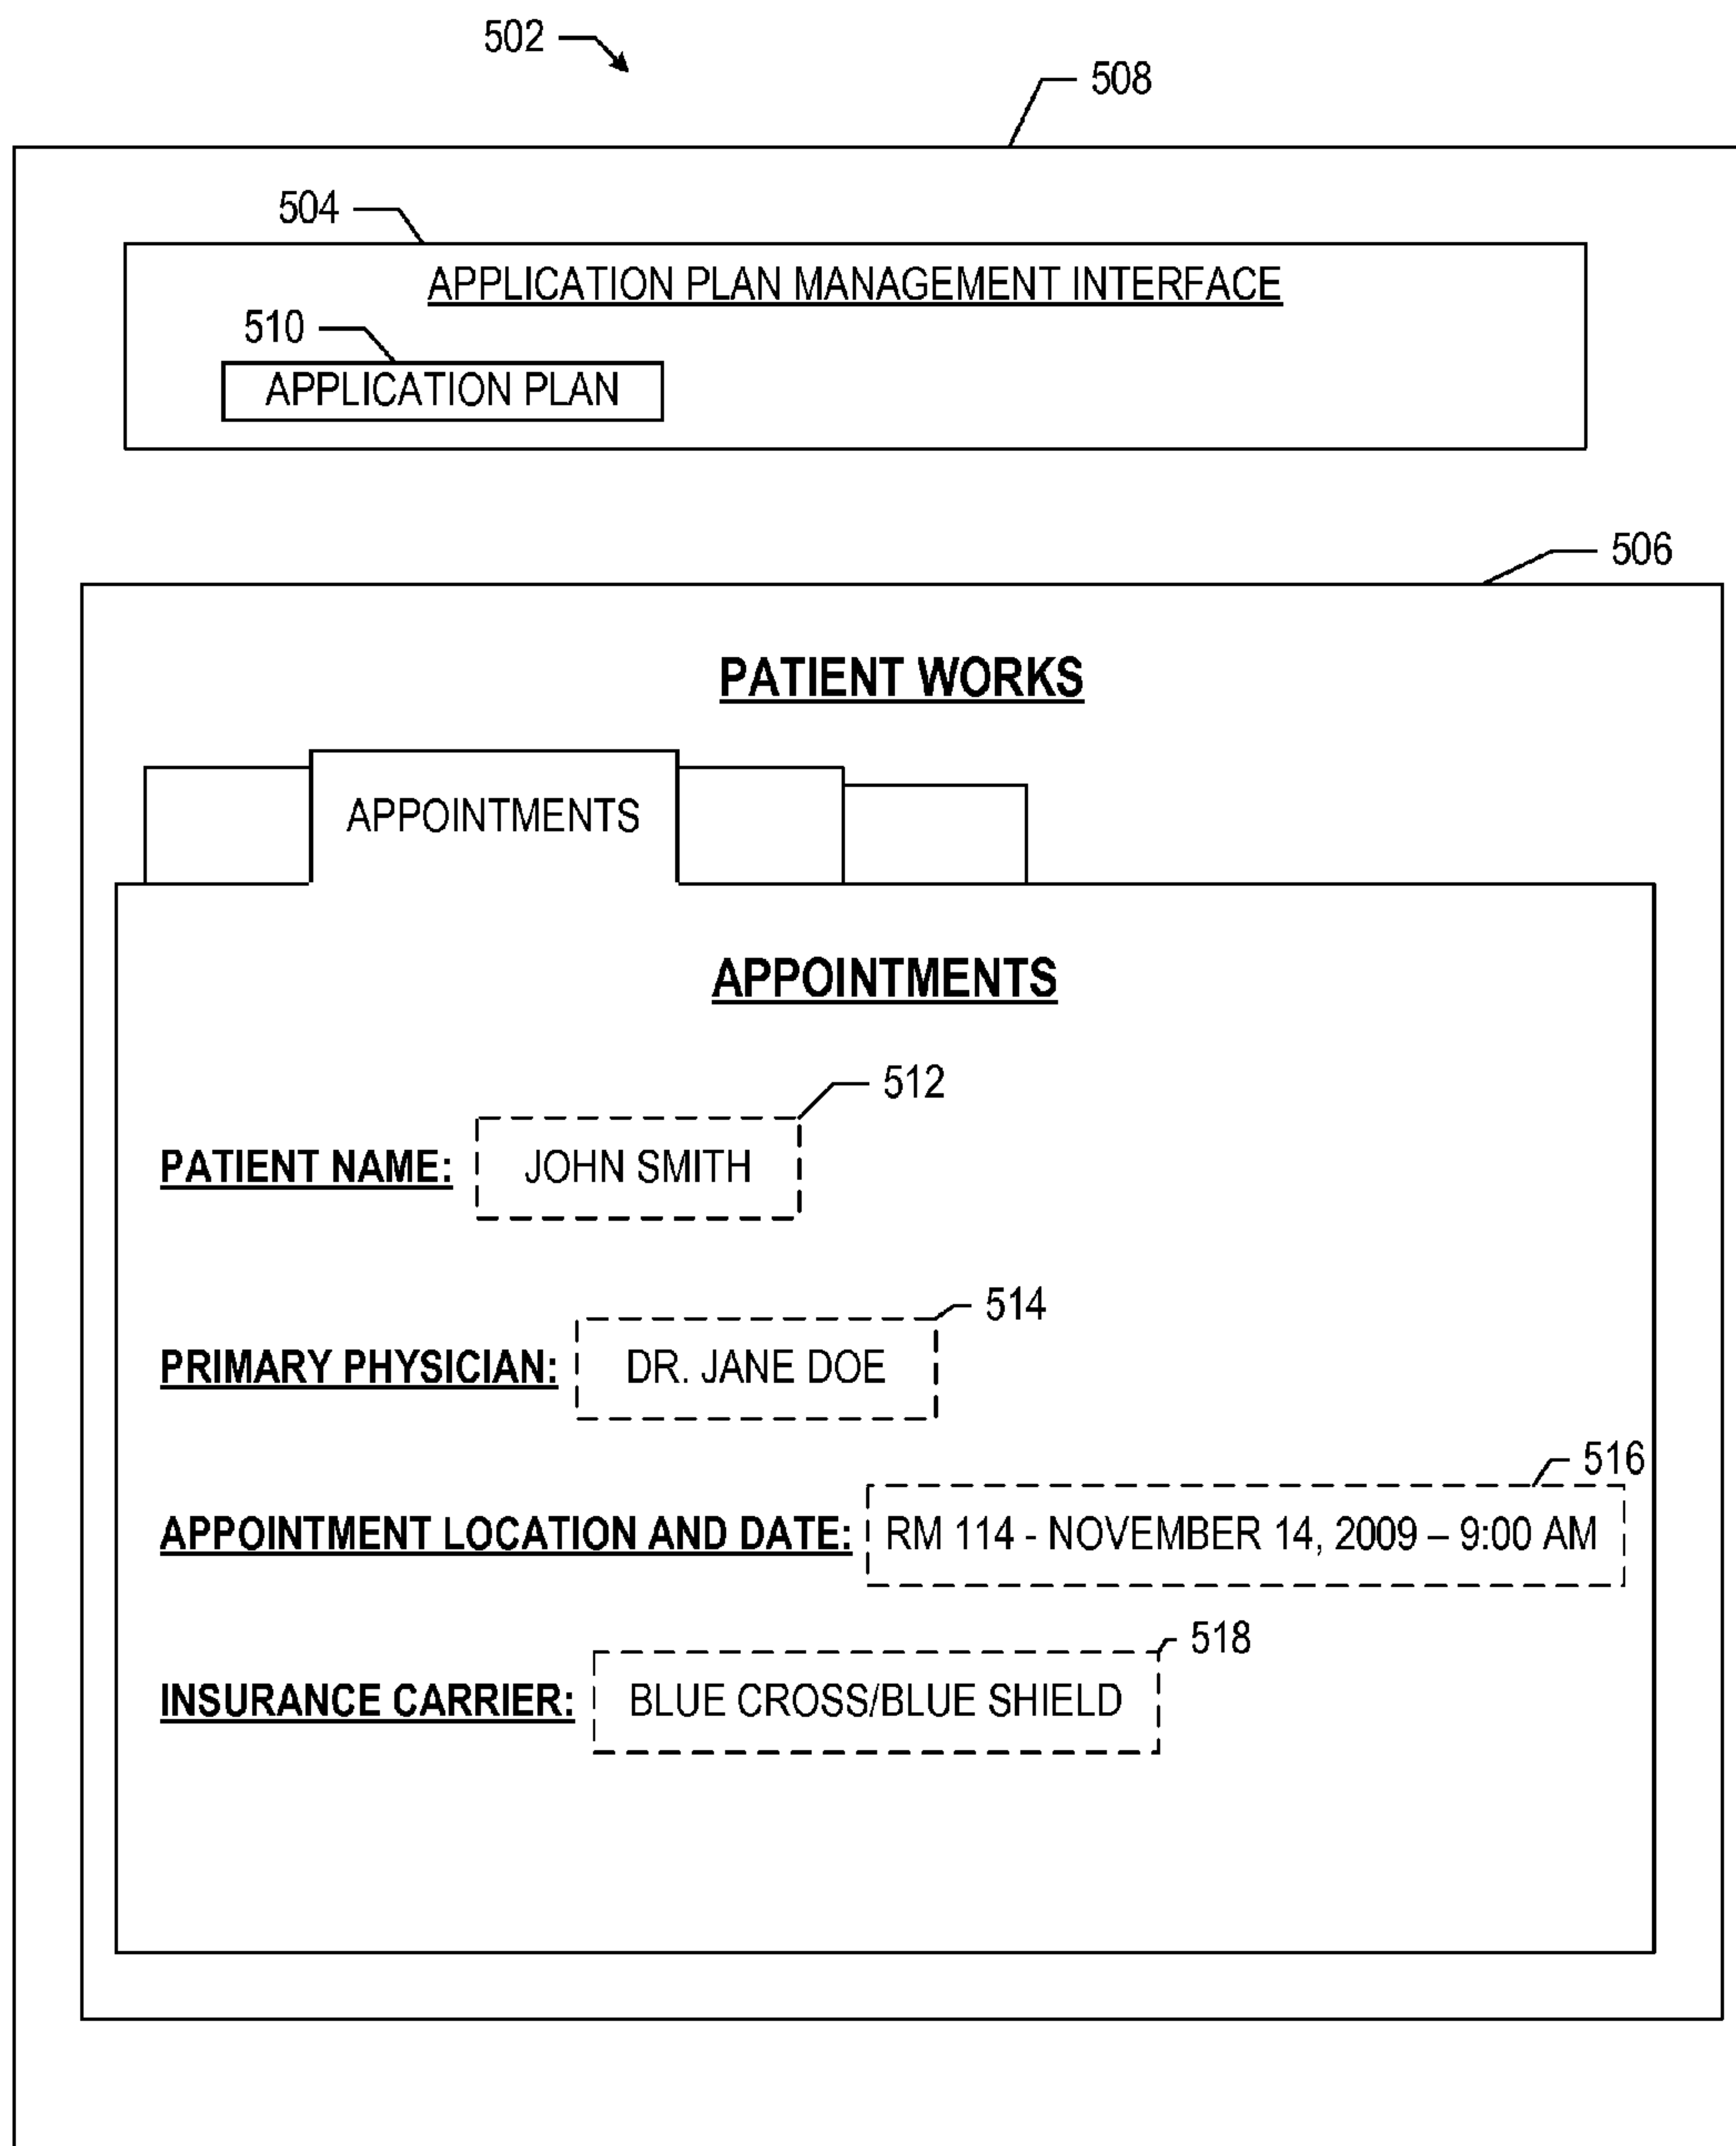 502
508
504
APPLICATION PLAN MANAGEMENT INTERFACE
510
APPLICATION PLAN
506
PATIENT WORKS
APPOINTMENTS
APPOINTMENTS
512
PATIENT NAME: JOHN SMITH
514
PRIMARY PHYSICIAN: DR. JANE DOE
516
APPOINTMENT LOCATION AND DATE: RM 114 - NOVEMBER 14, 2009 – 9:00 AM
518
INSURANCE CARRIER: BLUE CROSS/BLUE SHIELD